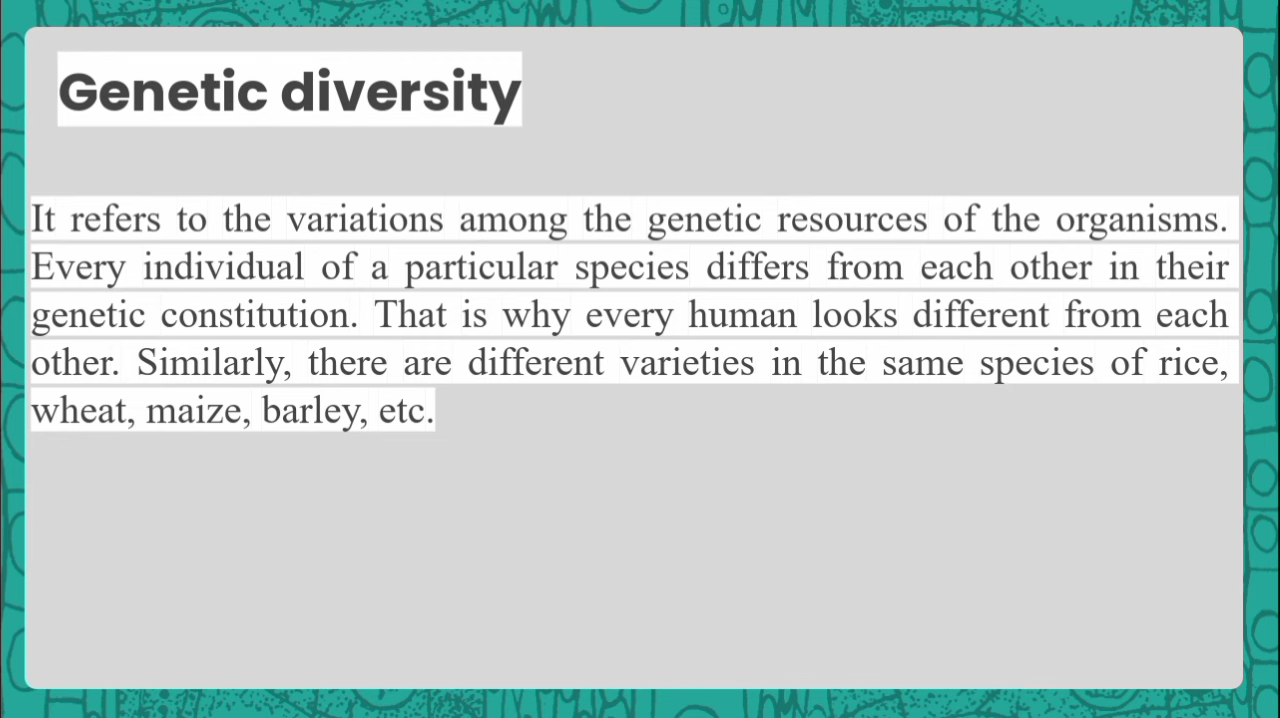 Genetic diversity
It refers to the variations among the genetic resources of the organisms.
Every individual of a particular species differs from each other in their
genetic constitution. That is why every human looks different from each
other. Similarly, there are different varieties in the same species of rice,
wheat, maize, barley, etc.